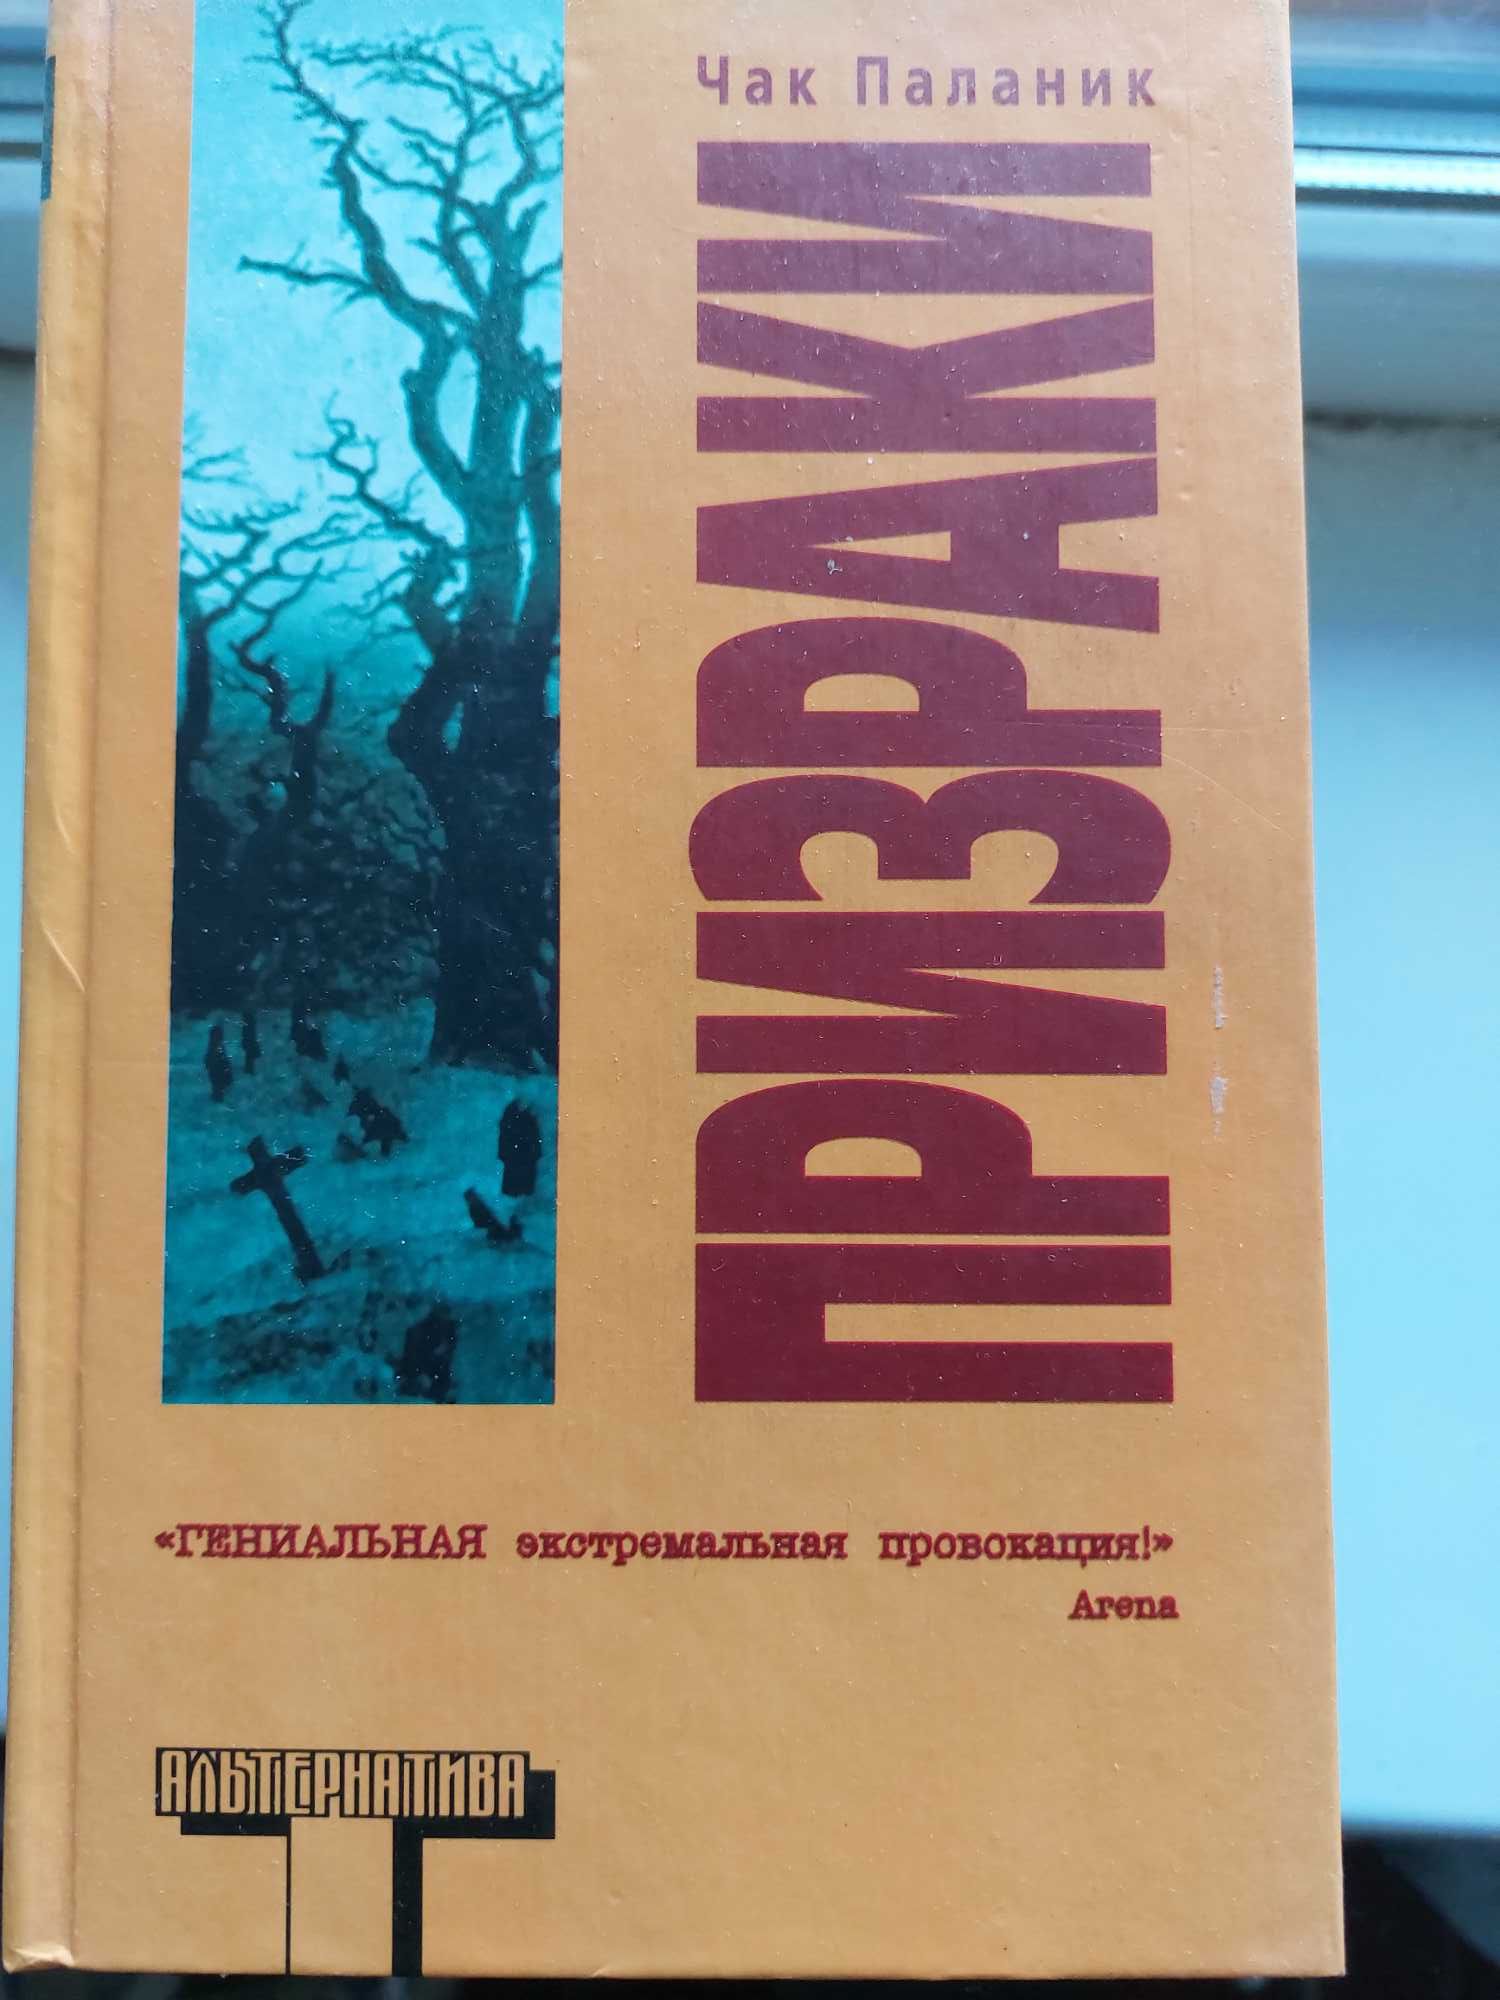 Чак Паланик
ПРИЗРАКИ
«ГЕНИАЛЬНАЯ экстремальная провокация!»
Arena
АЛЬТЕРНАТИВА